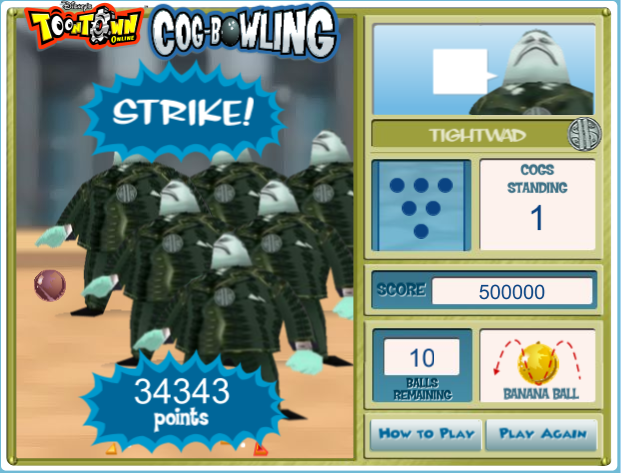 Disney's
TOONTOWN
ONLINE
COG-BOWLING
STRIKE!
34343
points
TIGHTWAD
COGS
STANDING
1
SCORE
500000
10
BALLS
REMAINING
BANANA BALL
HOW TO PLAY
PLAY AGAIN